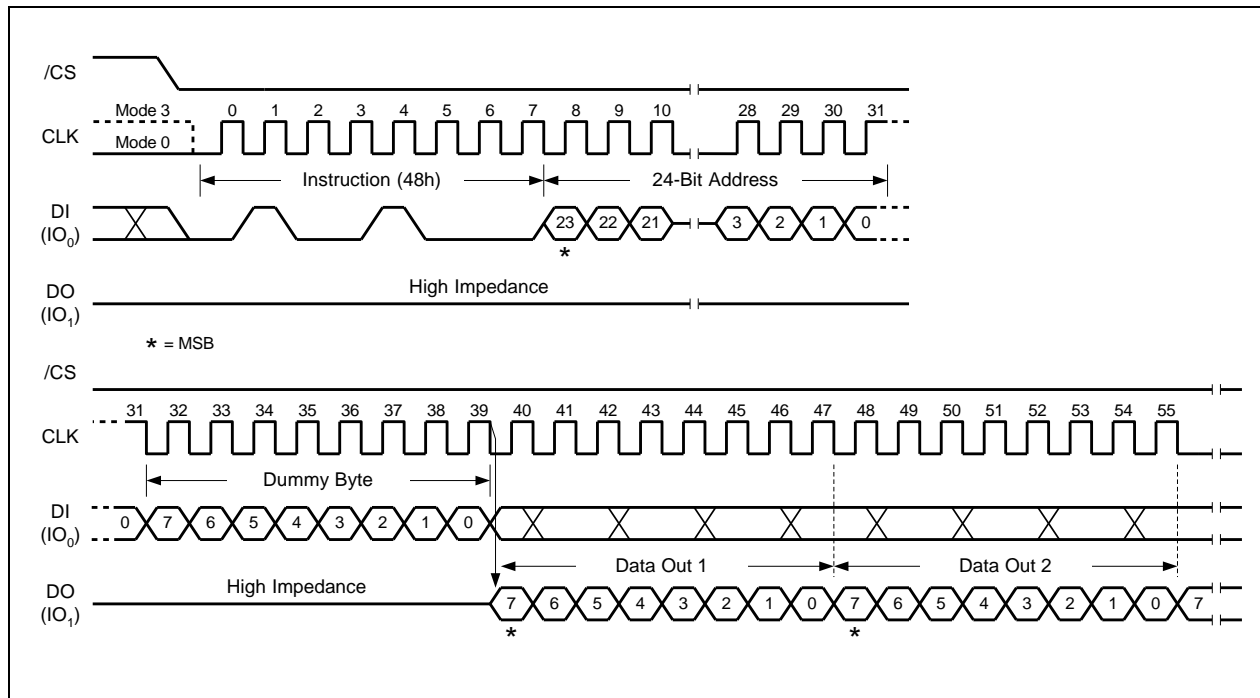 /CS
Mode 3
0 1 2 3 4 5 6 7 8 9 10 28 29 30 31
CLK
Mode 0
Instruction (48h) 24-Bit Address
DI
(IO0)
23 22 21 3 2 1 0
*
High Impedance
DO
(IO1)
* = MSB
/CS
31 32 33 34 35 36 37 38 39 40 41 42 43 44 45 46 47 48 49 50 51 52 53 54 55
CLK
Dummy Byte
DI
(IO0)
0 7 6 5 4 3 2 1 0
Data Out 1 Data Out 2
High Impedance
DO
(IO1)
7 6 5 4 3 2 1 0 7 6 5 4 3 2 1 0 7
* *